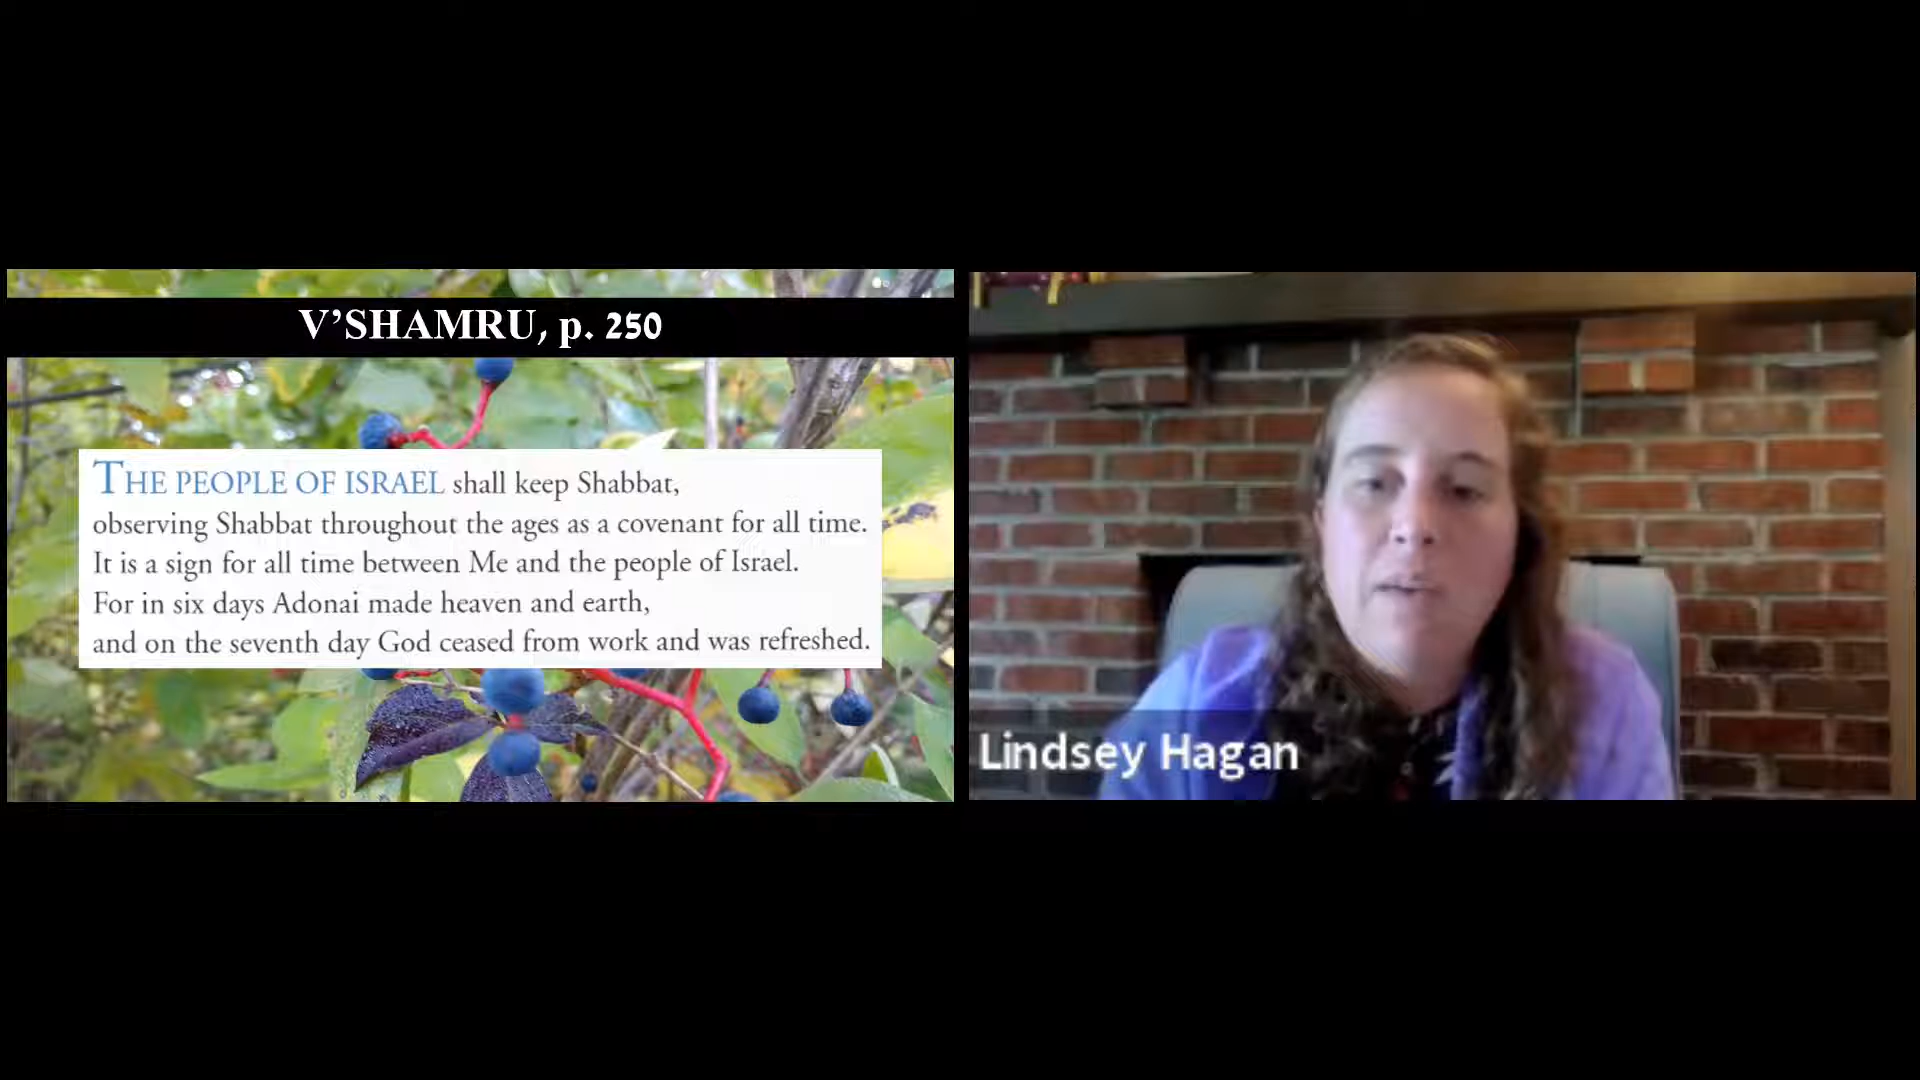 V'SHAMRU, p. 250
THE PEOPLE OF ISRAEL shall keep Shabbat,
observing Shabbat throughout the ages as a covenant for all time.
It is a sign for all time between Me and the people of Israel.
For in six days Adonai made heaven and earth,
and on the seventh day God ceased from work and was refreshed.
Lindsey Hagan